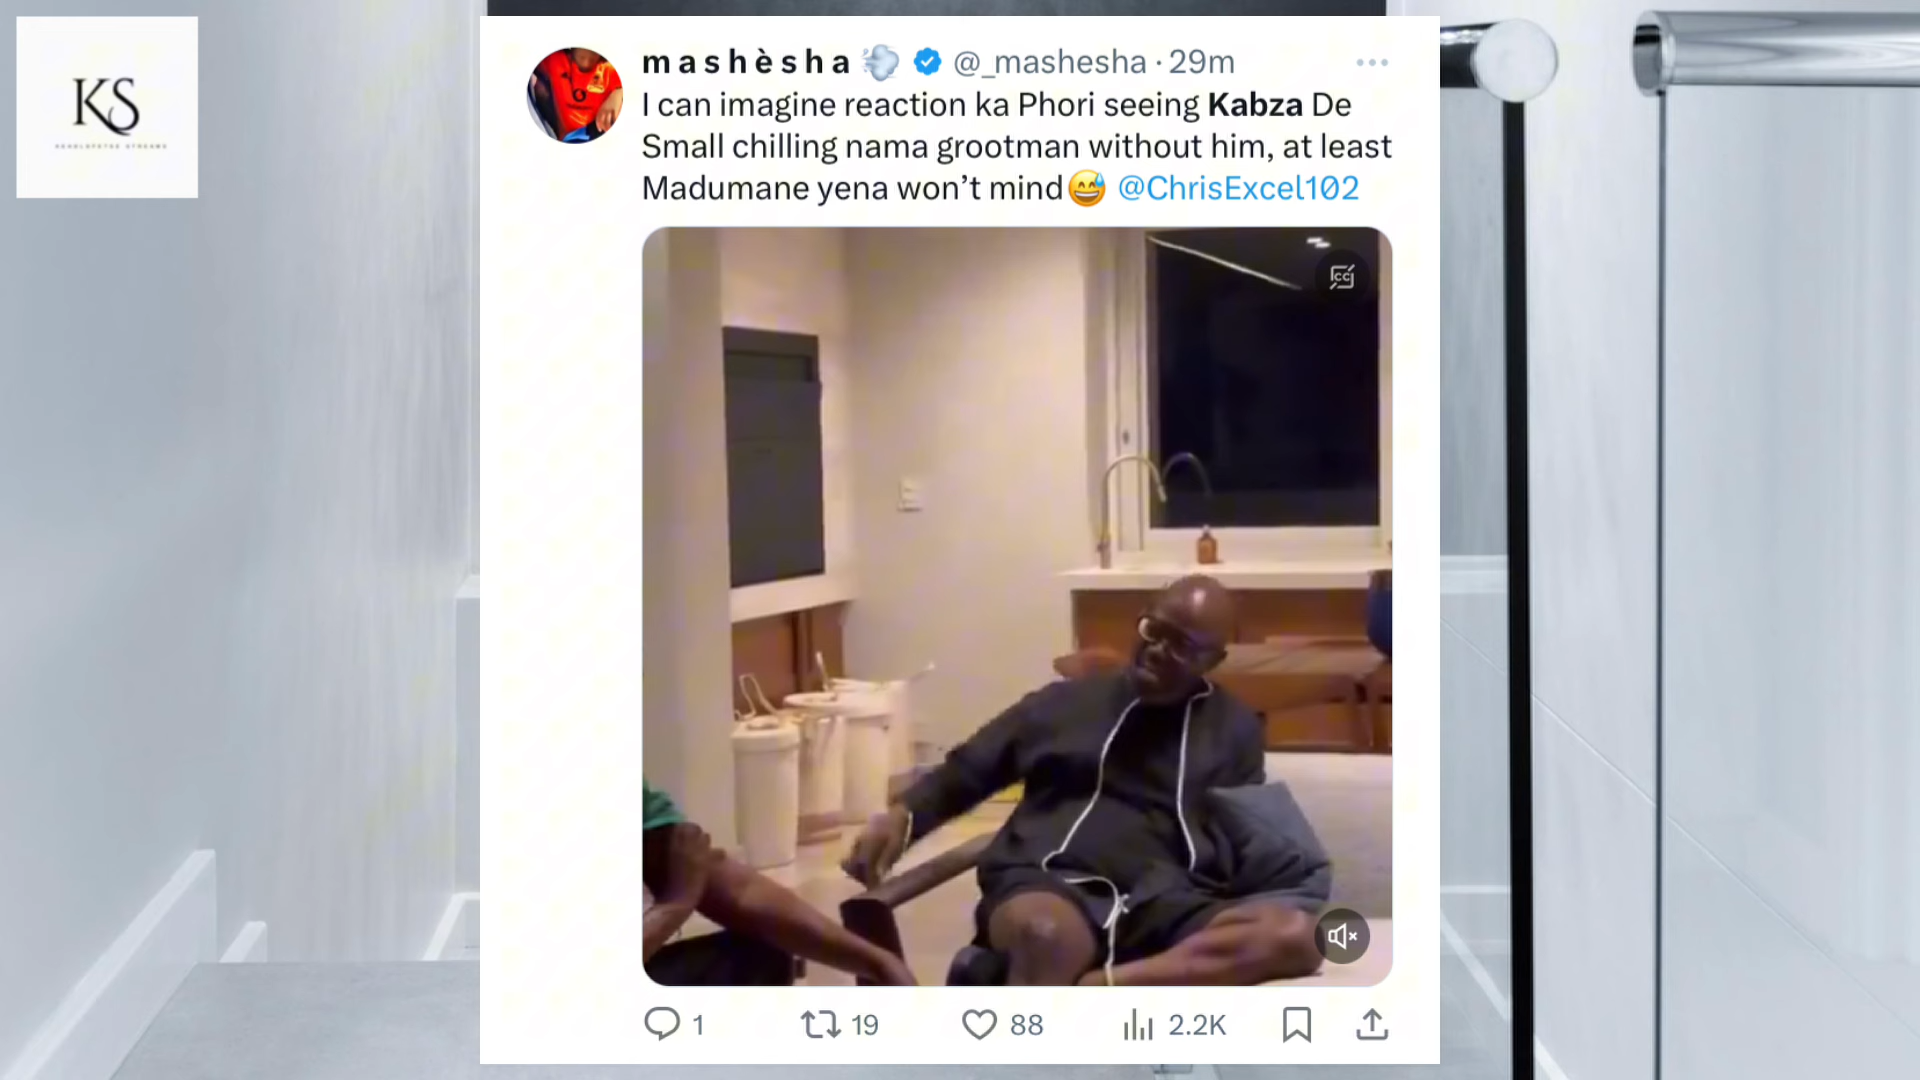 KS
mashèsha @_mashesha · 29m
I can imagine reaction ka Phori seeing Kabza De
Small chilling nama grootman without him, at least
Madumane yena won't mind😅 @ChrisExcel102
CC
1 19 88 2.2K